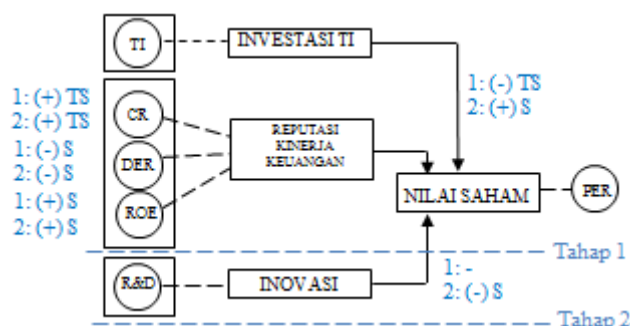 TI
INVESTASI TI
1: (-) TS
2: (+) S
1: (+) TS
2: (+) TS
1: (-) S
2: (-) S
1: (+) S
2: (+) S
CR
DER
ROE
REPUTASI
KINERJA
KEUANGAN
NILAI SAHAM
PER
Tahap 1
R&D
INOVASI
1: -
2: (-) S
Tahap 2